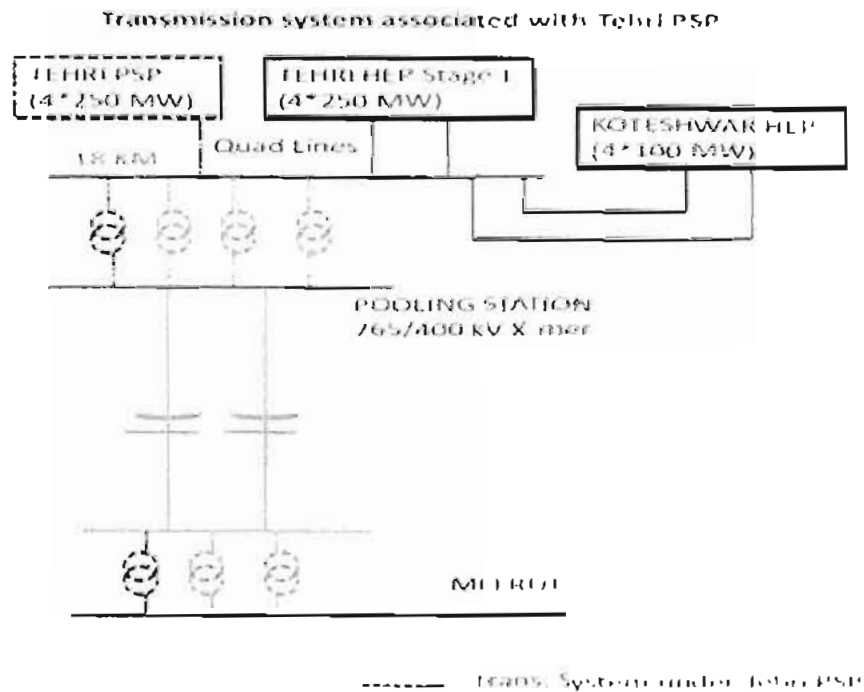 Transmission system associated with Tehri PSP
TEHRI PSP
(4*250 MW)
TEHRI HEP Stage I
(4*250 MW)
KOTESHWAR HEP
(4*100 MW)
Quad Lines
18 KM
POOLING STATION
765/400 kV X mer
MEERUT
Trans. System under Tehri PSP